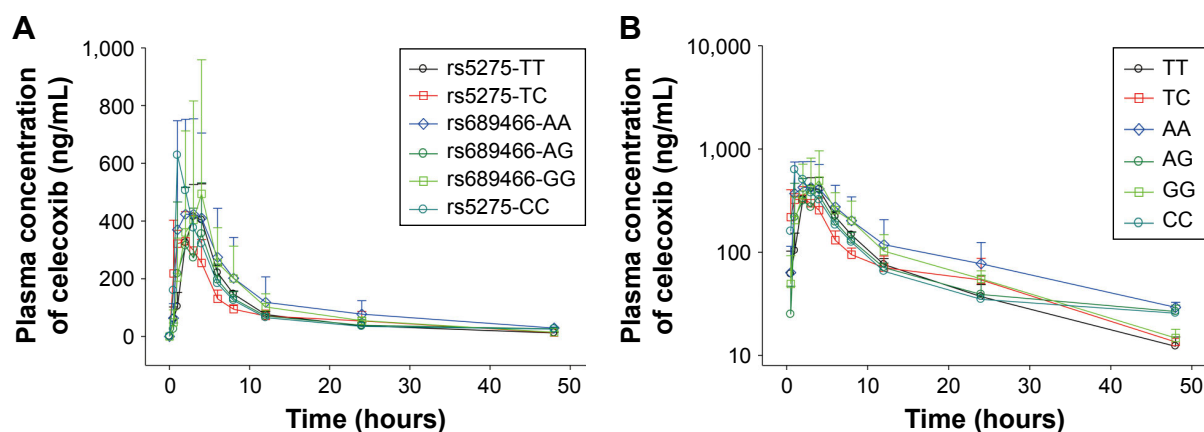 A
Plasma concentration
of celecoxib (ng/mL)
1,000
800
600
400
200
0
0
10
20
30
40
50
Time (hours)
rs5275-TT
rs5275-TC
rs689466-AA
rs689466-AG
rs689466-GG
rs5275-CC
B
Plasma concentration
of celecoxib (ng/mL)
10,000
1,000
100
10
0
10
20
30
40
50
Time (hours)
TT
TC
AA
AG
GG
CC